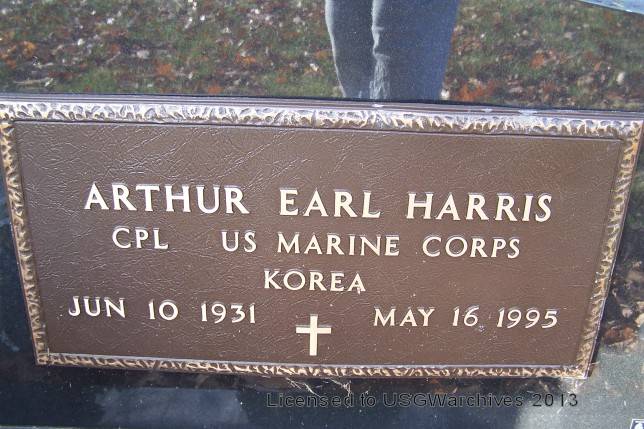 ARTHUR EARL HARRIS
CPL US MARINE CORPS
KOREA
JUN 10 1931 MAY 16 1995
Licensed to USGWarchives 2013